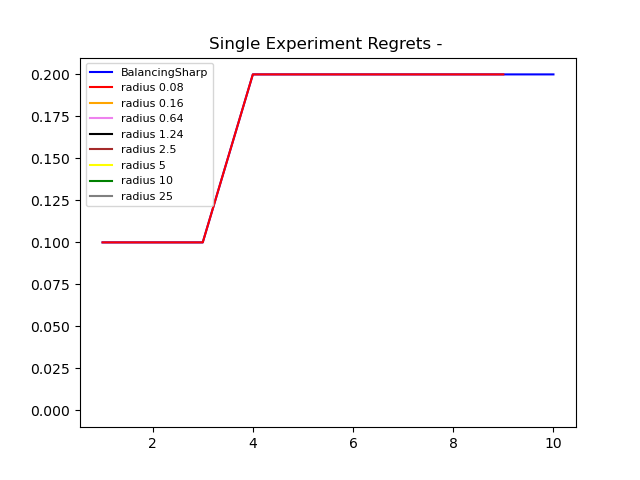 Single Experiment Regrets -
0.200
0.175
0.150
0.125
0.100
0.075
0.050
0.025
0.000
BalancingSharp
radius 0.08
radius 0.16
radius 0.64
radius 1.24
radius 2.5
radius 5
radius 10
radius 25
2 4 6 8 10